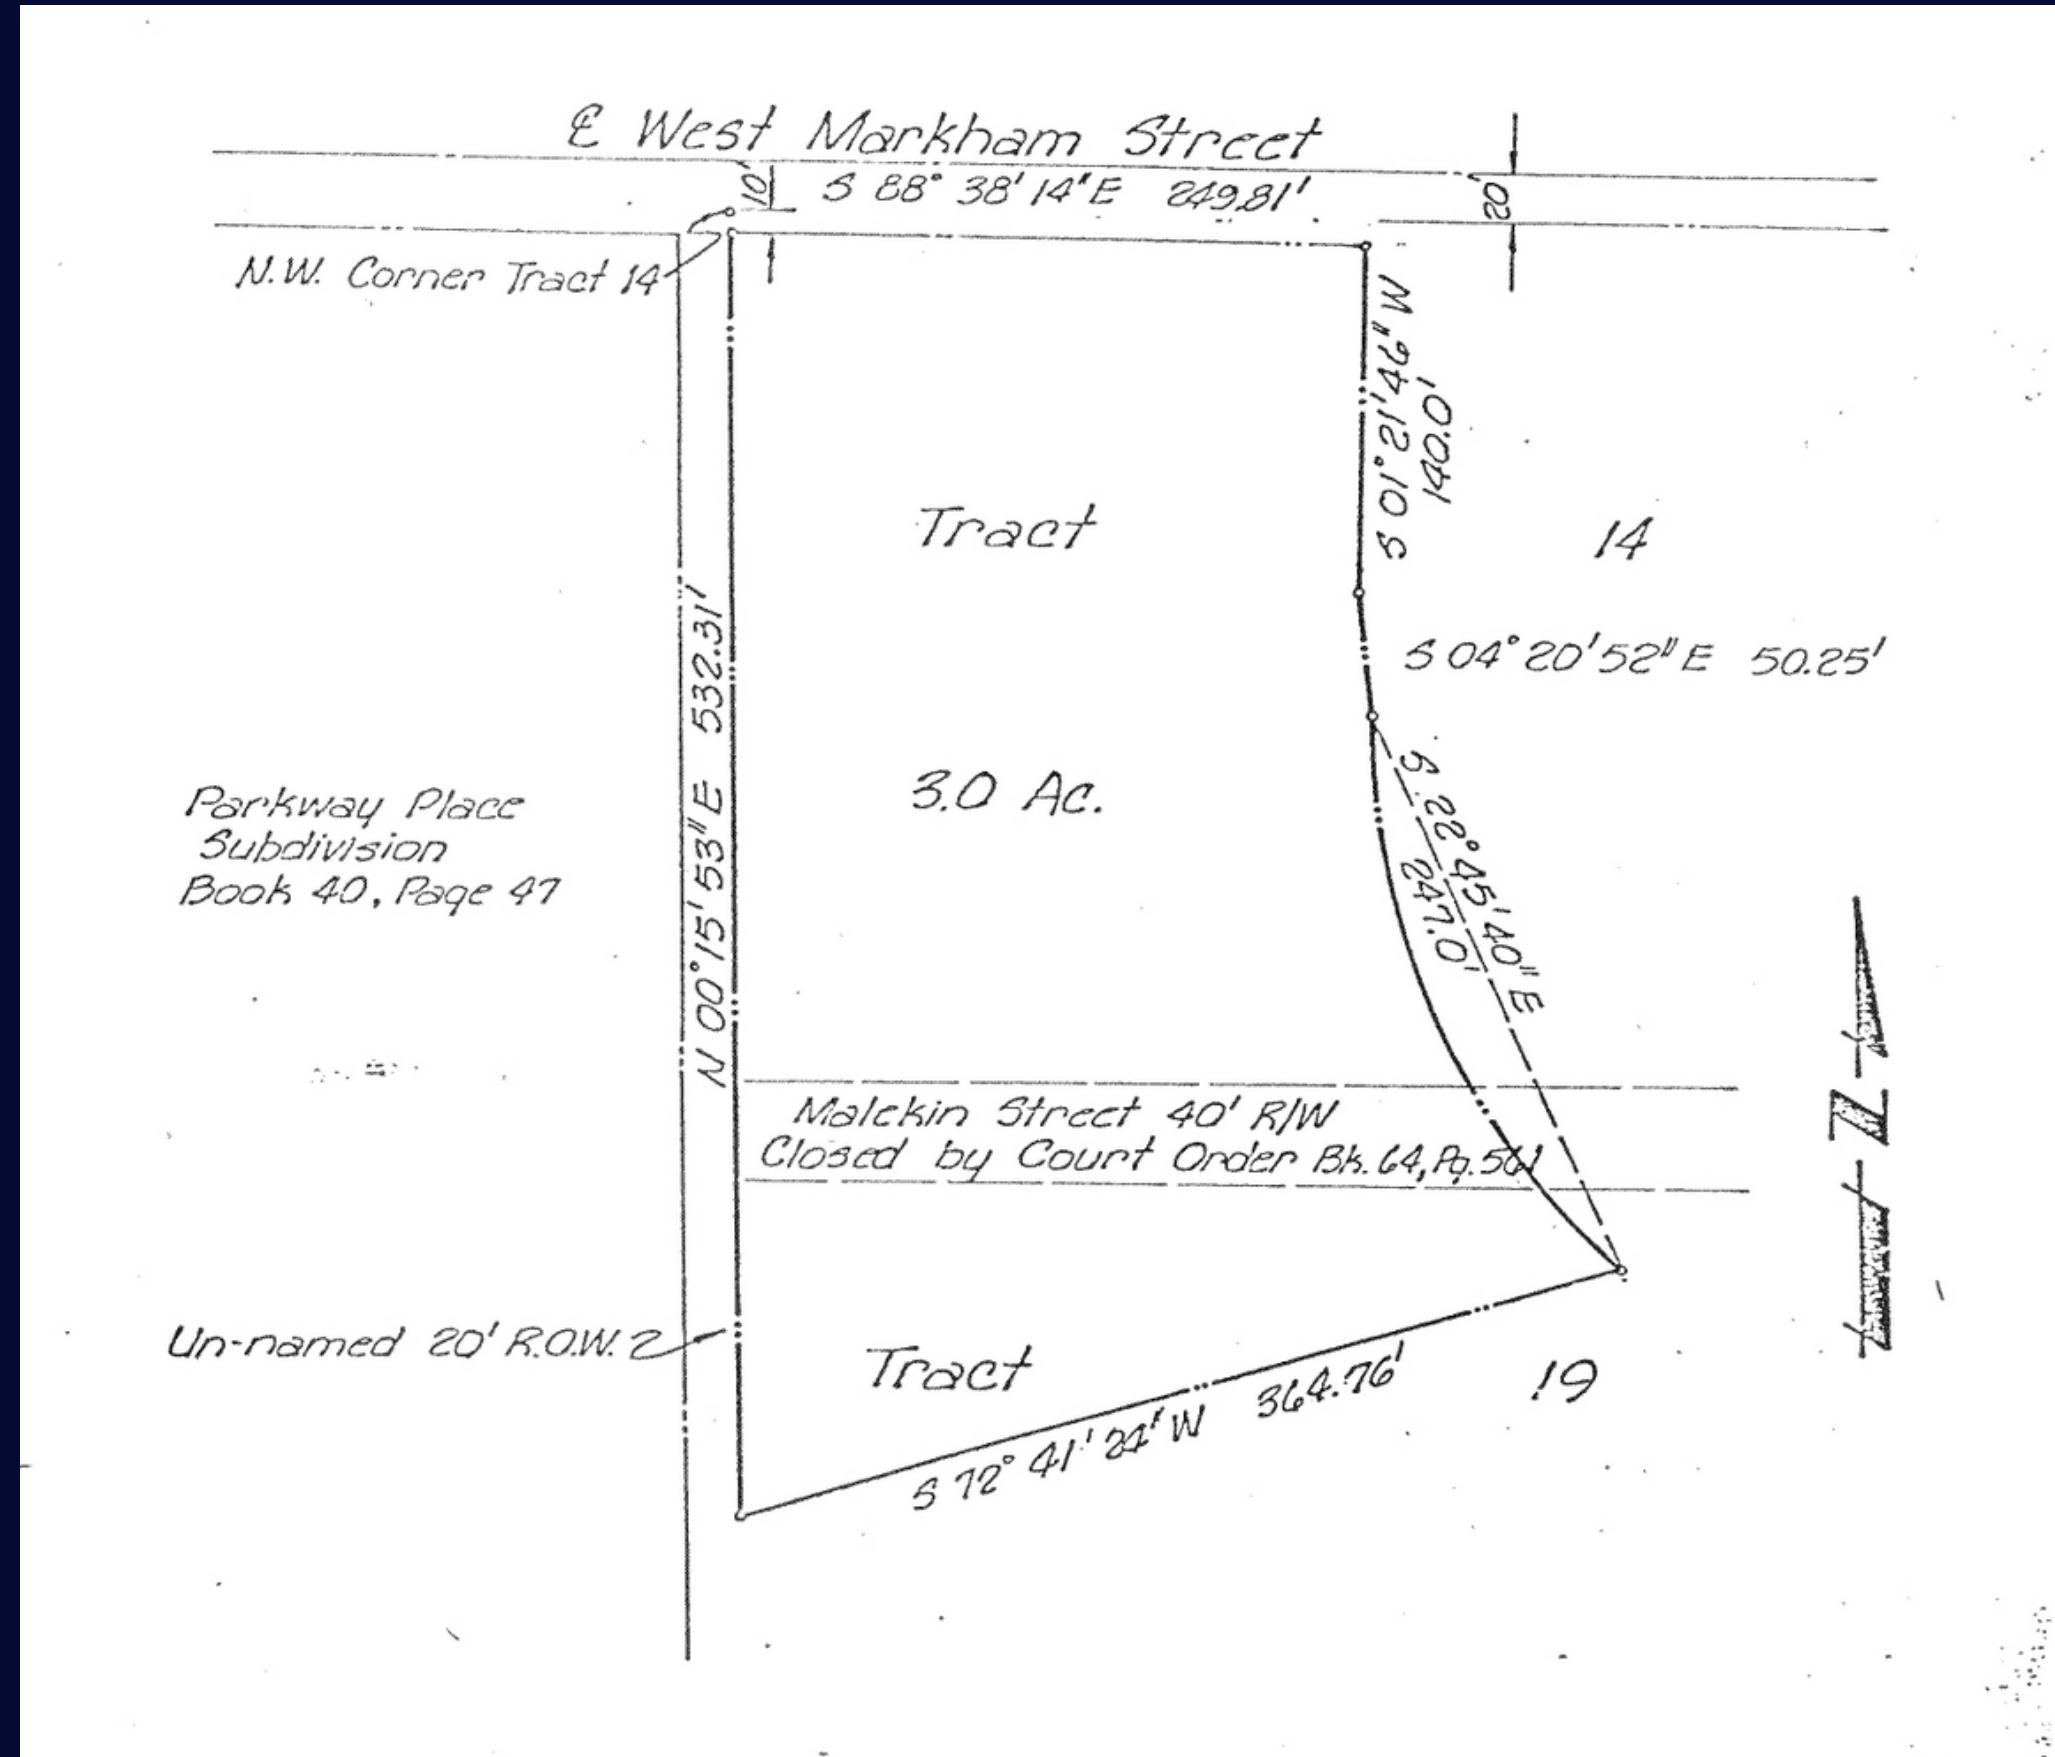 ℄ West Markham Street
10'
S 88° 38' 14" E 249.81'
20'
N.W. Corner Tract 14
S 01° 21' 46" W
140.0'
Tract
14
S 04° 20' 52" E 50.25'
N 00° 15' 53" E 532.31'
3.0 Ac.
S 22° 45' 40" E
247.0'
Parkway Place
Subdivision
Book 40, Page 47
Malekin Street 40' R/W
Closed by Court Order Bk. 64, Pg. 561
N
Un-named 20' R.O.W.
Tract
19
S 72° 41' 24" W 364.76'